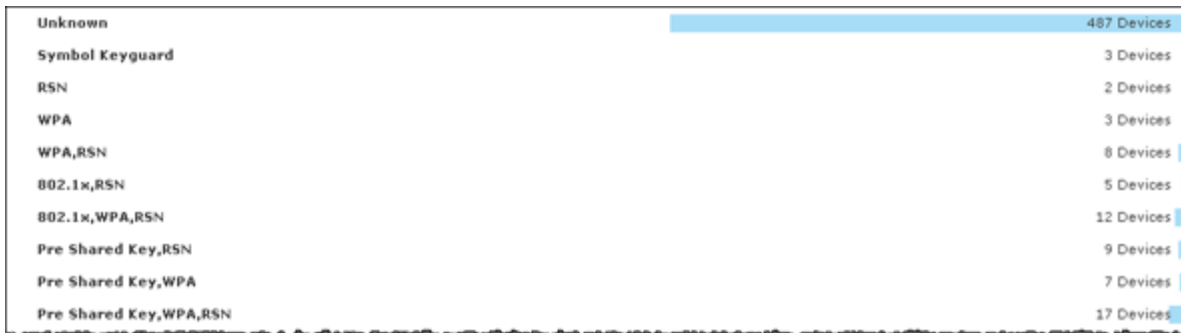 Unknown 487 Devices
Symbol Keyguard 3 Devices
RSN 2 Devices
WPA 3 Devices
WPA,RSN 8 Devices
802.1x,RSN 5 Devices
802.1x,WPA,RSN 12 Devices
Pre Shared Key,RSN 9 Devices
Pre Shared Key,WPA 7 Devices
Pre Shared Key,WPA,RSN 17 Devices